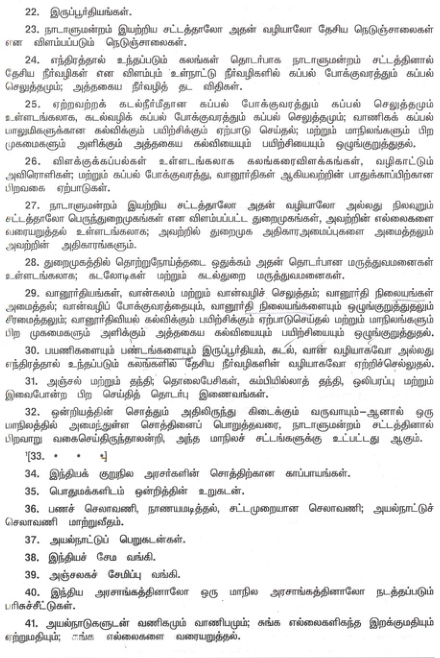 22. இருப்பூர்தியங்கள்.
23. நாடாளுமன்றம் இயற்றிய சட்டத்தாலோ அதன் வழியாலோ தேசிய நெடுஞ்சாலைகள்
என விளம்பப்படும் நெடுஞ்சாலைகள்.
24. எந்திரத்தால் உந்தப்படும் கலங்கள் தொடர்பாக நாடாளுமன்றம் சட்டத்தினால்
தேசிய நீர்வழிகள் என விளம்பும் உள்நாட்டு நீர்வழிகளில் கப்பல் போக்குவரத்தும் கப்பல்
செலுத்தமும்; அத்தகைய நீர்வழித் தட விதிகள்.
25. ஏற்றவற்றக் கடல்நீர்மீதான கப்பல் போக்குவரத்தும் கப்பல் செலுத்தமும்
உள்ளடங்கலாக, கடல்வழிக் கப்பல் போக்குவரத்தும் கப்பல் செலுத்தமும்; வாணிகக் கப்பல்
பாலுமிகளுக்கான கல்விக்கும் பயிற்சிக்கும் ஏற்பாடு செய்தல்; மற்றும் மாநிலங்களும் பிற
முகமைகளும் அளிக்கும் அத்தகைய கல்வியையும் பயிற்சியையும் ஒழுங்குறுத்துதல்.
26. விளக்குக்கப்பல்கள் உள்ளடங்கலாக கலங்கரைவிளக்கங்கள், வழிகாட்டும்
அவிரொளிகள்; மற்றும் கப்பல் போக்குவரத்து, வானூர்திகள் ஆகியவற்றின் பாதுகாப்பிற்கான
பிறவகை ஏற்பாடுகள்.
27. நாடாளுமன்றம் இயற்றிய சட்டத்தாலோ அதன் வழியாலோ அல்லது நிலவுறும்
சட்டத்தாலோ பெருந்துறைமுகங்கள் என விளம்பப்பட்ட துறைமுகங்கள், அவற்றின் எல்லைகளை
வரையறுத்தல் உள்ளடங்கலாக; அவற்றில் துறைமுக அதிகாரஅமைப்புகளை அமைத்தலும்
அவற்றின் அதிகாரங்களும்.
28. துறைமுகத்தில் தொற்றுநோய்த்தடை ஒதுக்கம் அதன் தொடர்பான மருத்துவமனைகள்
உள்ளடங்கலாக; கடலோடிகள் மற்றும் கடல்துறை மருத்துவமனைகள்.
29. வானூர்தியங்கள், வான்கலம் மற்றும் வான்வழிச் செலுத்தம்; வானூர்தி நிலையங்கள்
அமைத்தல்; வான்வழிப் போக்குவரத்தையும், வானூர்தி நிலையங்களையும் ஒழுங்குறுத்துதலும்
சீரமைத்தலும்; வானூர்தியியல் கல்விக்கும் பயிற்சிக்கும் ஏற்பாடுசெய்தல் மற்றும் மாநிலங்களும்
பிற முகமைகளும் அளிக்கும் அத்தகைய கல்வியையும் பயிற்சியையும் ஒழுங்குறுத்துதல்.
30. பயணிகளையும் பண்டங்களையும் இருப்பூர்தியம், கடல், வான் வழியாகவோ அல்லது
எந்திரத்தால் உந்தப்படும் கலங்களில் தேசிய நீர்வழிகளின் வழியாகவோ ஏற்றிச்செல்லுதல்.
31. அஞ்சல் மற்றும் தந்தி; தொலைபேசிகள், கம்பியில்லாத் தந்தி, ஒலிபரப்பு மற்றும்
இவைபோன்ற பிற செய்தித் தொடர்பு இணைவங்கள்.
32. ஒன்றியத்தின் சொத்தும் அதிலிருந்து கிடைக்கும் வருவாயும்-ஆனால் ஒரு
மாநிலத்தில் அமைந்துள்ள சொத்தினைப் பொறுத்தவரை, நாடாளுமன்றம் சட்டத்தினால்
பிறவாறு வகைசெய்திருந்தாலன்றி, அந்த மாநிலச் சட்டங்களுக்கு உட்பட்டது ஆகும்.
¹[33. * * *]
34. இந்தியக் குறுநில அரசர்களின் சொத்திற்கான காப்பாயங்கள்.
35. பொதுமக்களிடம் ஒன்றித்தின் உறுகடன்.
36. பணச் செலாவணி, நாணயமடித்தல், சட்டமுறையான செலாவணி; அயல்நாட்டுச்
செலாவணி மாற்றுவீதம்.
37. அயல்நாட்டுப் பெறுகடன்கள்.
38. இந்தியச் சேம வங்கி.
39. அஞ்சலகச் சேமிப்பு வங்கி.
40. இந்திய அரசாங்கத்தினாலோ ஒரு மாநில அரசாங்கத்தினாலோ நடத்தப்படும்
பரிசுச்சீட்டுகள்.
41. அயல்நாடுகளுடன் வணிகமும் வாணிபமும்; சுங்க எல்லைகளிகந்த இறக்குமதியும்
ஏற்றுமதியும்; சுங்க எல்லைகளை வரையறுத்தல்.